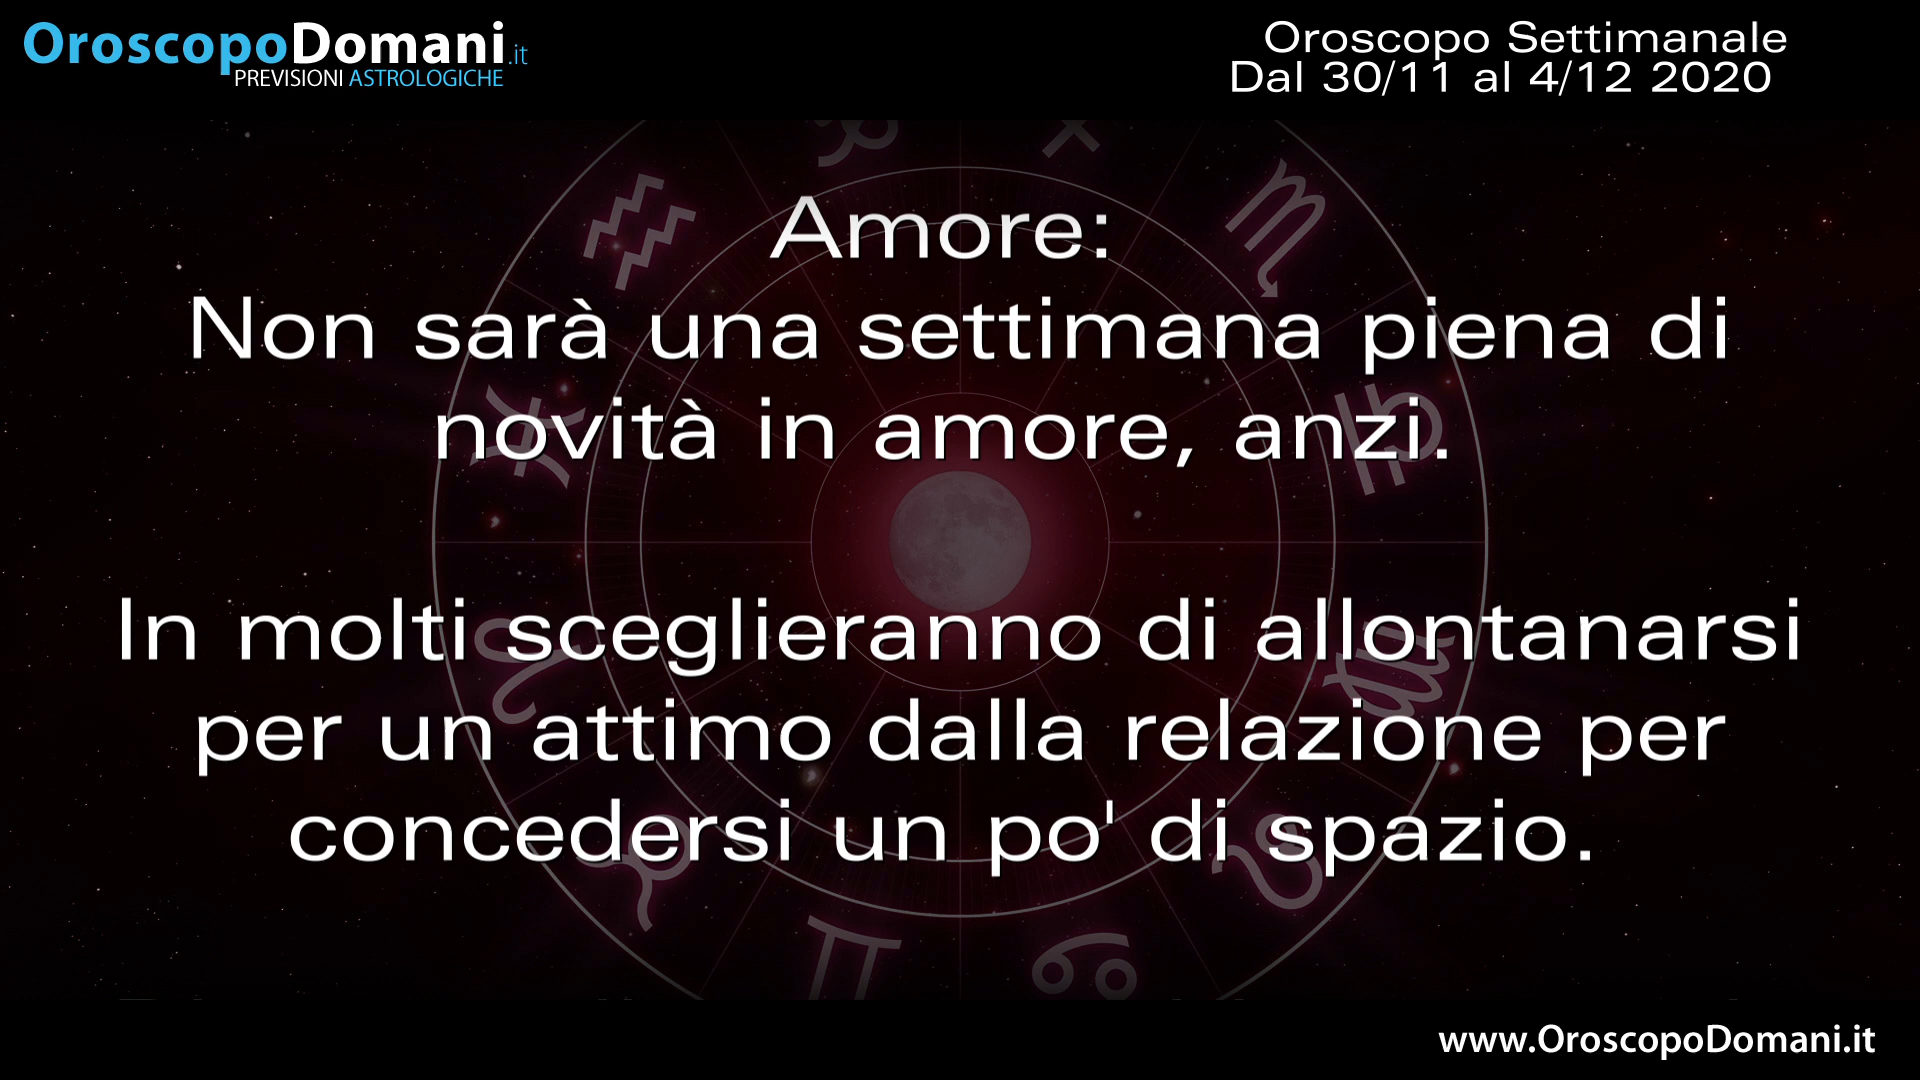 OroscopoDomani.it
PREVISIONI ASTROLOGICHE
Oroscopo Settimanale
Dal 30/11 al 4/12 2020
Amore:
Non sarà una settimana piena di
novità in amore, anzi.
In molti sceglieranno di allontanarsi
per un attimo dalla relazione per
concedersi un po' di spazio.
www.OroscopoDomani.it